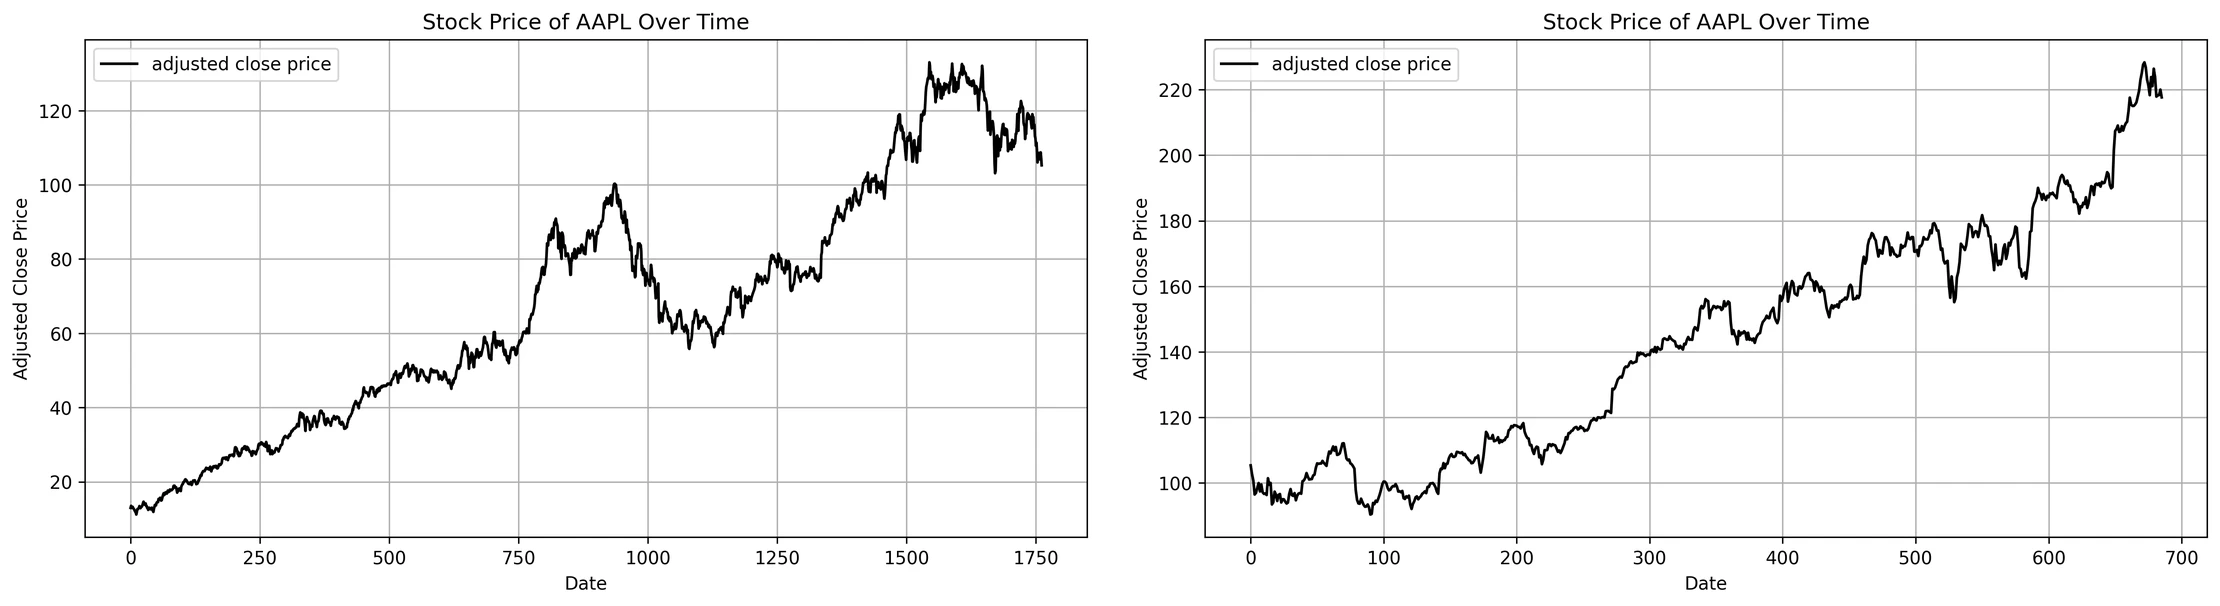 Stock Price of AAPL Over Time
adjusted close price
Adjusted Close Price
120
100
80
60
40
20
0 250 500 750 1000 1250 1500 1750
Date
Stock Price of AAPL Over Time
adjusted close price
Adjusted Close Price
220
200
180
160
140
120
100
0 100 200 300 400 500 600 700
Date